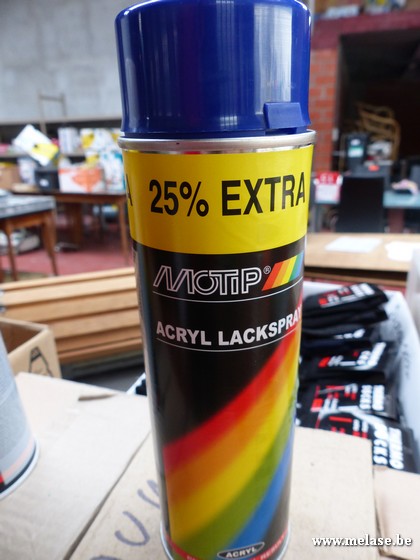 25% EXTRA
MOTIP®
ACRYL LACKSPRAY
ACRYL
www.melase.be